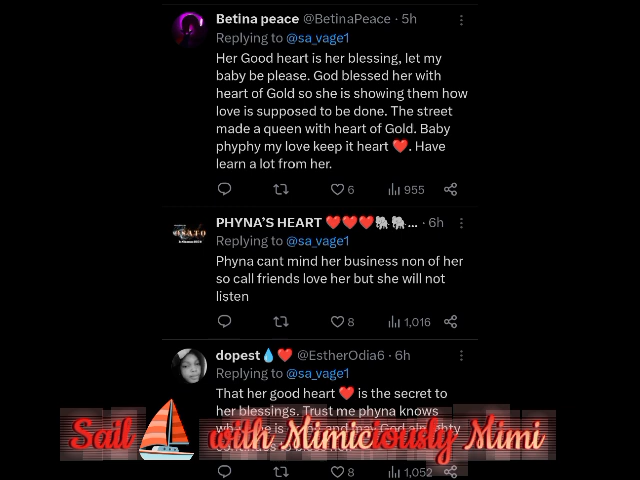 Betina peace @BetinaPeace · 5h
Replying to @sa_vage1
Her Good heart is her blessing, let my
baby be please. God blessed her with
heart of Gold so she is showing them how
love is supposed to be done. The street
made a queen with heart of Gold. Baby
phyphy my love keep it heart ❤️. Have
learn a lot from her.
6 955
PHYNA'S HEART ❤️❤️❤️🐘🐘... · 6h
Replying to @sa_vage1
Phyna cant mind her business non of her
so call friends love her but she will not
listen
8 1,016
dopest💧❤️ @EstherOdia6 · 6h
Replying to @sa_vage1
That her good heart ❤️ is the secret to
her blessings. Trust me phyna knows
Sail with Mimiciously Mimi
8 1,052